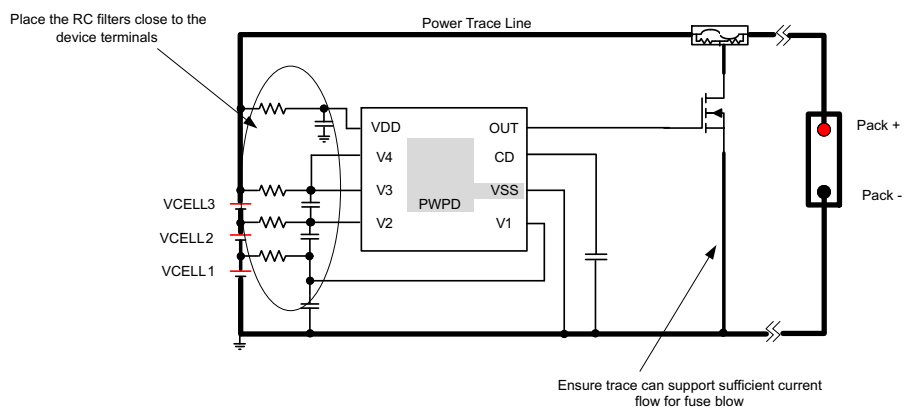 Place the RC filters close to the
device terminals
Power Trace Line
VDD
OUT
V4
CD
V3
VSS
PWPD
V2
V1
VCELL3
VCELL2
VCELL1
Pack +
Pack -
Ensure trace can support sufficient current
flow for fuse blow